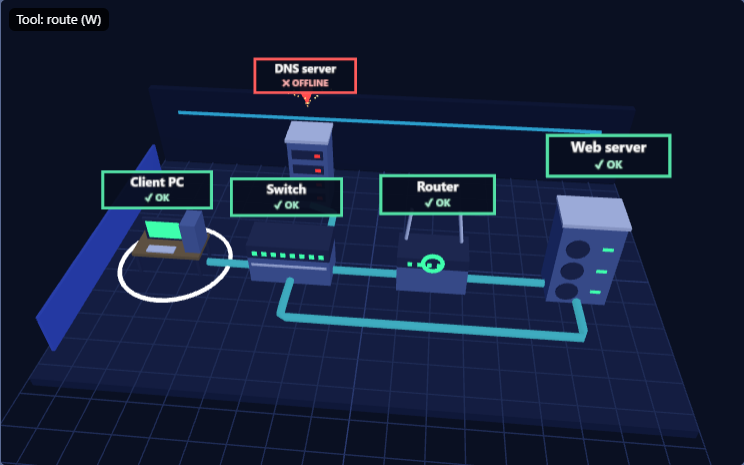 Tool: route (W)
DNS server
✗ OFFLINE
Web server
✓ OK
Client PC
✓ OK
Switch
✓ OK
Router
✓ OK